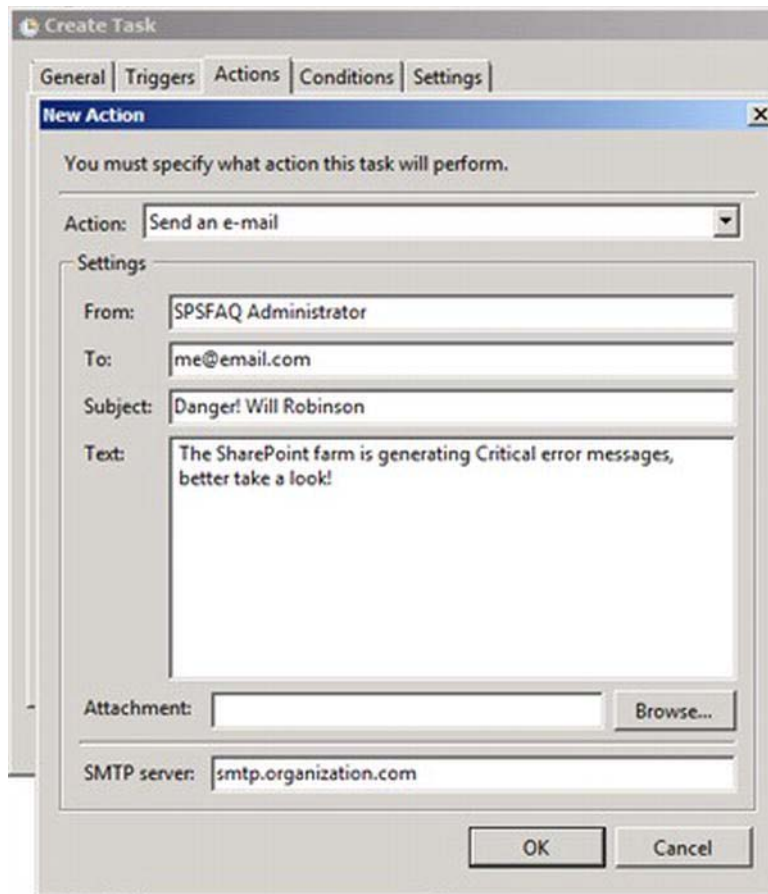 Create Task
General Triggers Actions Conditions Settings
New Action
You must specify what action this task will perform.
Action: Send an e-mail
Settings
From: SPSFAQ Administrator
To: me@email.com
Subject: Danger! Will Robinson
Text: The SharePoint farm is generating Critical error messages,
better take a look!
Attachment: Browse...
SMTP server: smtp.organization.com
OK Cancel